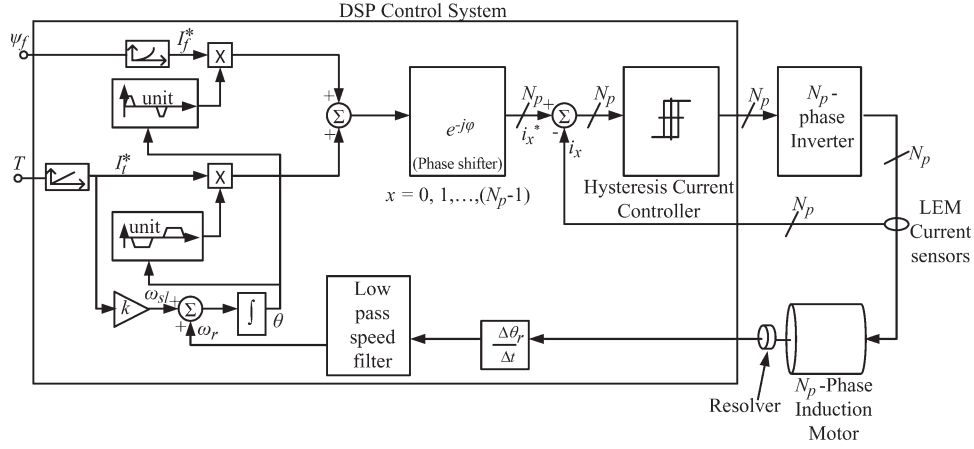 DSP Control System
ψf
If*
X
unit
+
Σ
+
e-jφ
(Phase shifter)
x = 0, 1,…,(Np-1)
Np
+
ix*
Σ
-
ix
Np
Hysteresis Current
Controller
Np
Np-
phase
Inverter
Np
Np
LEM
Current
sensors
T
It*
X
unit
k
ωsl
+
Σ
+
ωr
∫
θ
Low
pass
speed
filter
Δθr
Δt
Resolver
Np-Phase
Induction
Motor